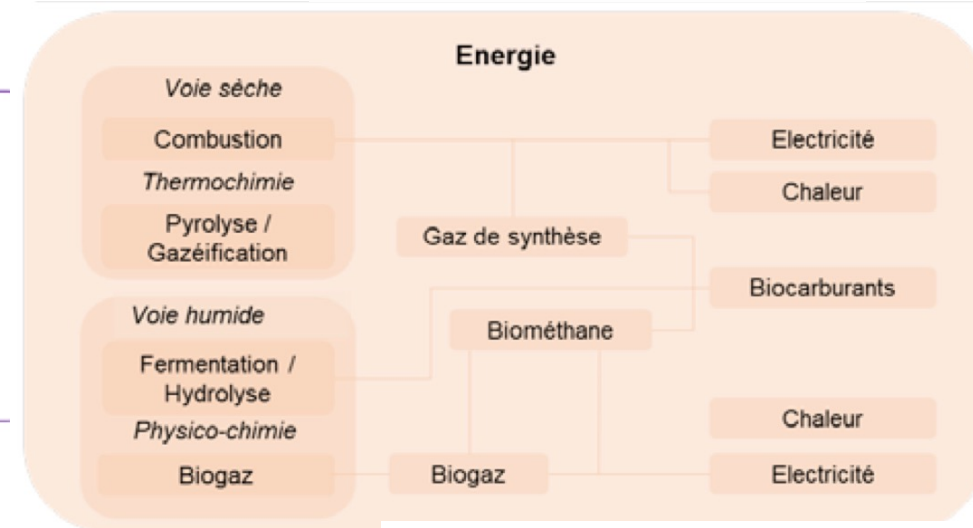 Energie
Voie sèche
Combustion
Thermochimie
Pyrolyse /
Gazéification
Voie humide
Fermentation /
Hydrolyse
Physico-chimie
Biogaz
Gaz de synthèse
Biométhane
Biogaz
Electricité
Chaleur
Biocarburants
Chaleur
Electricité